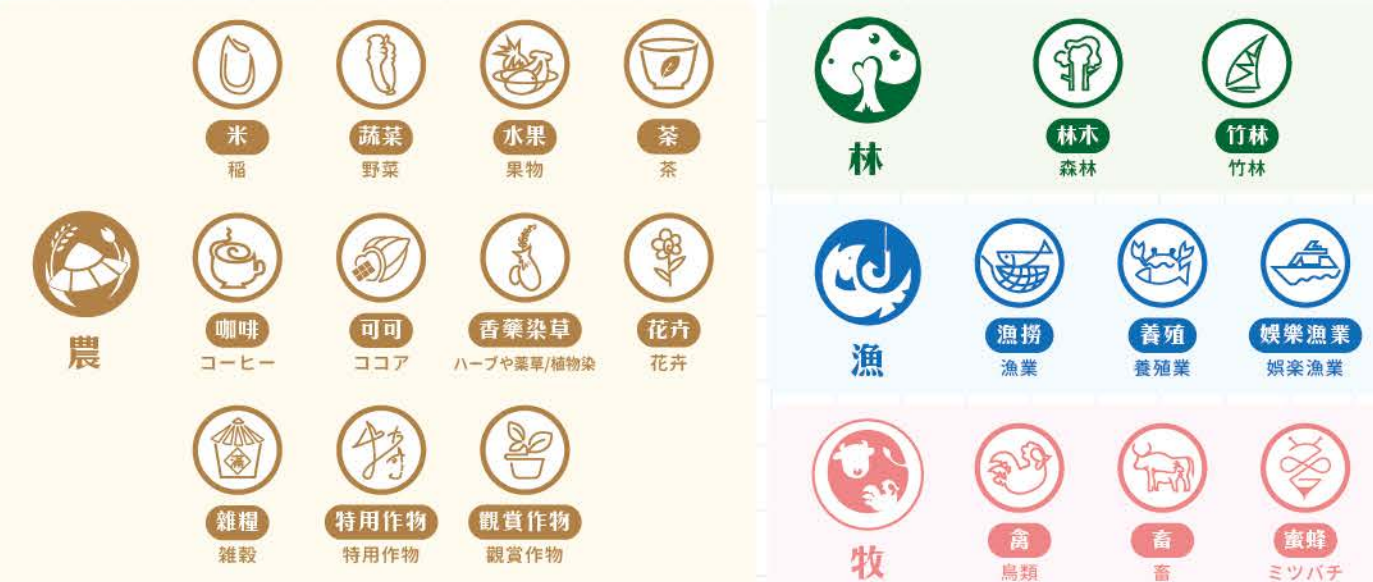 農
米
稲
蔬菜
野菜
水果
果物
茶
茶
咖啡
コーヒー
可可
ココア
香藥染草
ハーブや薬草/植物染
花卉
花卉
滿
雜糧
雑穀
特用作物
特用作物
觀賞作物
觀賞作物
林
林木
森林
竹林
竹林
漁
漁撈
漁業
養殖
養殖業
娛樂漁業
娯楽漁業
牧
禽
鳥類
畜
畜
蜜蜂
ミツバチ